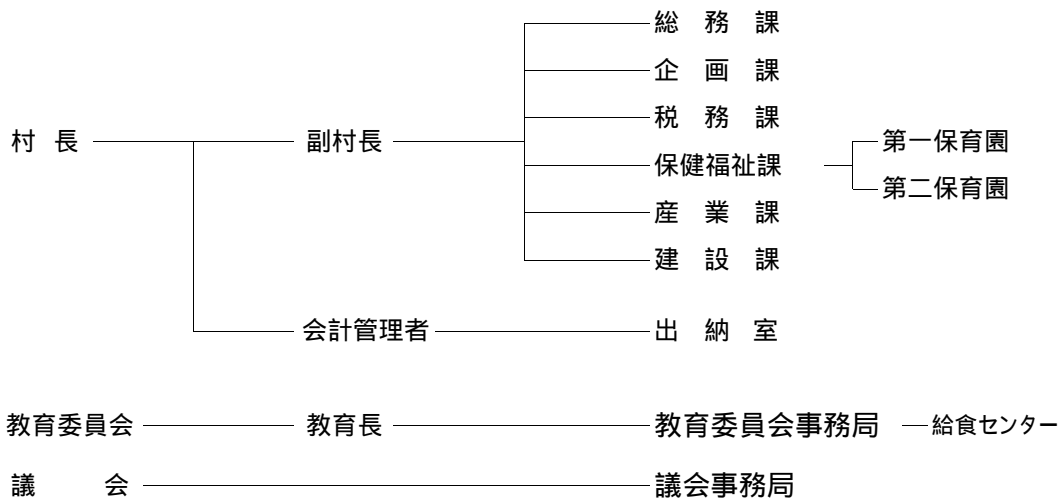 総 務 課
企 画 課
税 務 課
村 長 副村長
保健福祉課
第一保育園
第二保育園
産 業 課
建 設 課
会計管理者 出 納 室
教育委員会 教育長 教育委員会事務局 給食センター
議 会 議会事務局